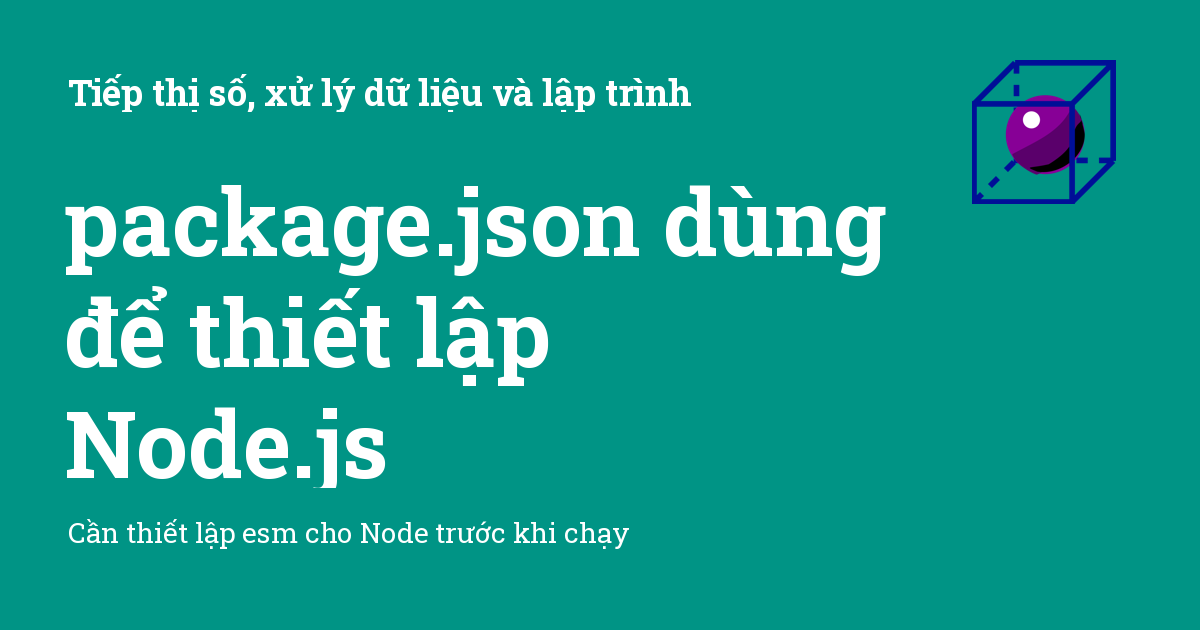 Tiếp thị số, xử lý dữ liệu và lập trình
package.json dùng
để thiết lập
Node.js
Cần thiết lập esm cho Node trước khi chạy